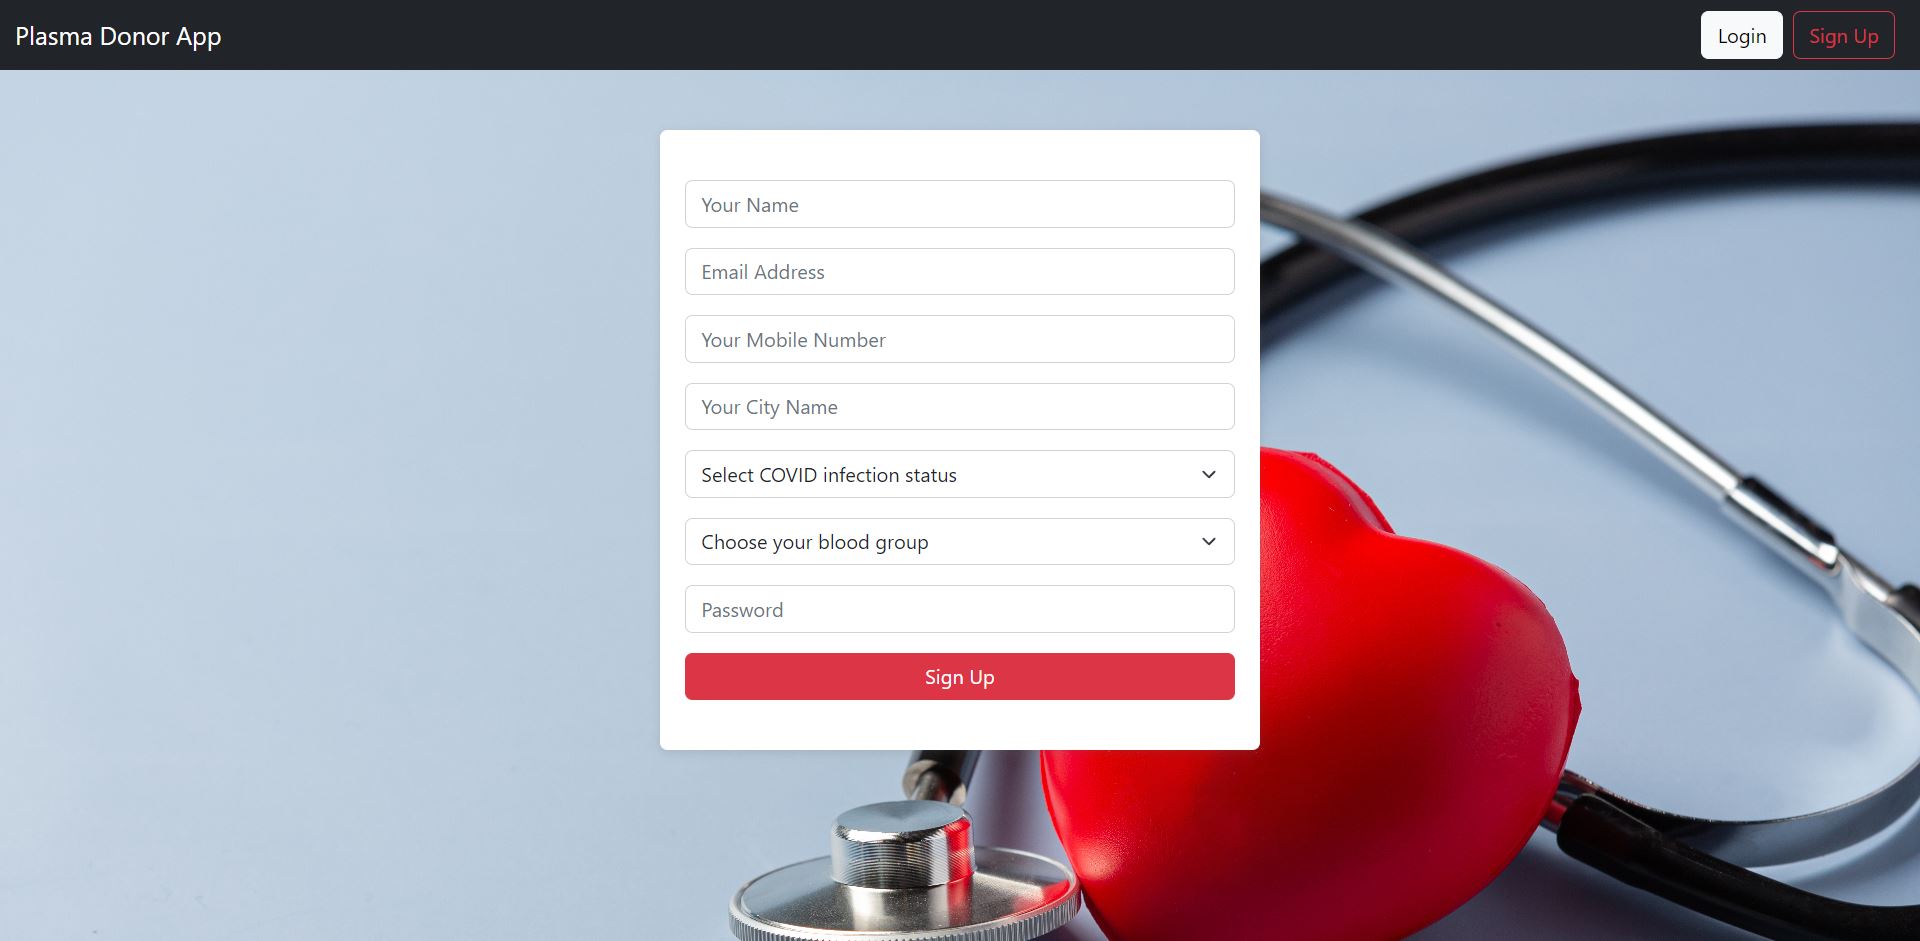 Plasma Donor App
Login
Sign Up
Your Name
Email Address
Your Mobile Number
Your City Name
Select COVID infection status
Choose your blood group
Password
Sign Up